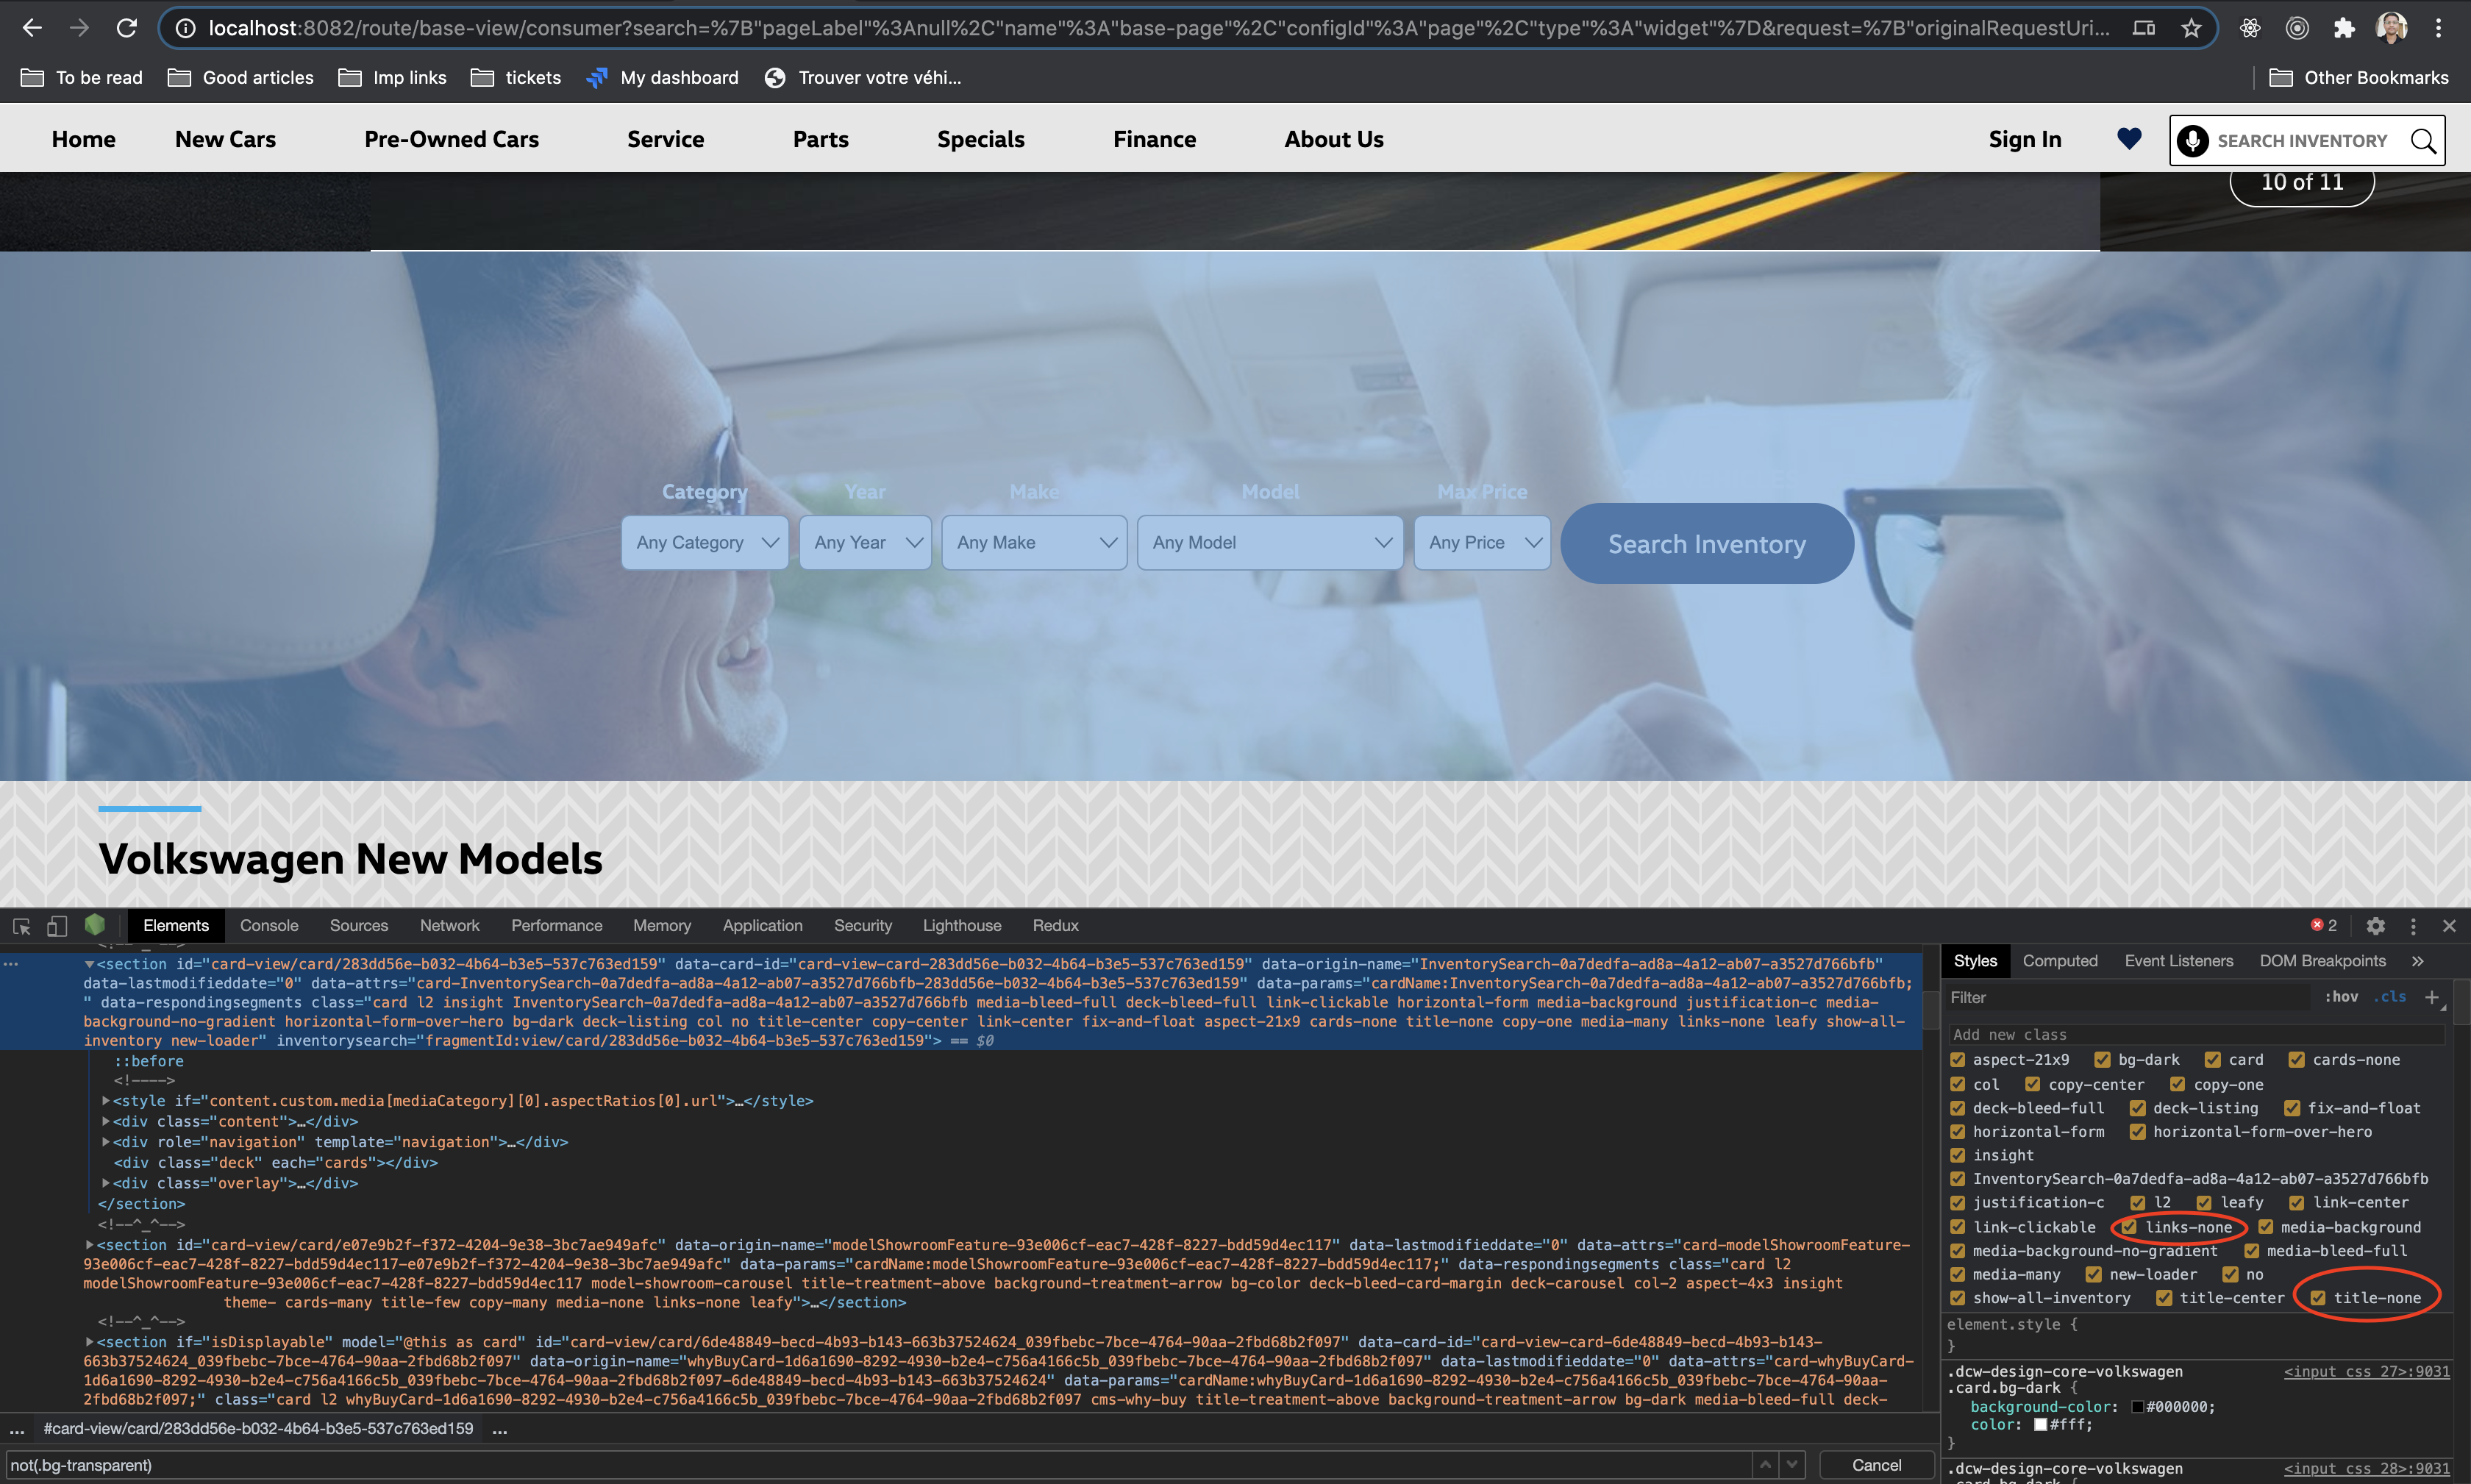 localhost:8082/route/base-view/consumer?search=%7B"pageLabel"%3Anull%2C"name"%3A"base-page"%2C"configId"%3A"page"%2C"type"%3A"widget"%7D&request=%7B"originalRequestUri...
To be read Good articles Imp links tickets My dashboard Trouver votre véhi... Other Bookmarks
Home New Cars Pre-Owned Cars Service Parts Specials Finance About Us Sign In SEARCH INVENTORY
10 of 11
Category Year Make Model Max Price
Any Category Any Year Any Make Any Model Any Price Search Inventory
Volkswagen New Models
Elements Console Sources Network Performance Memory Application Security Lighthouse Redux 2
<section id="card-view/card/283dd56e-b032-4b64-b3e5-537c763ed159" data-card-id="card-view-card-283dd56e-b032-4b64-b3e5-537c763ed159" data-origin-name="InventorySearch-0a7dedfa-ad8a-4a12-ab07-a3527d766bfb"
data-lastmodifieddate="0" data-attrs="card-InventorySearch-0a7dedfa-ad8a-4a12-ab07-a3527d766bfb-283dd56e-b032-4b64-b3e5-537c763ed159" data-params="cardName:InventorySearch-0a7dedfa-ad8a-4a12-ab07-a3527d766bfb;
" data-respondingsegments class="card l2 insight InventorySearch-0a7dedfa-ad8a-4a12-ab07-a3527d766bfb media-bleed-full deck-bleed-full link-clickable horizontal-form media-background justification-c media-
background-no-gradient horizontal-form-over-hero bg-dark deck-listing col no title-center copy-center link-center fix-and-float aspect-21x9 cards-none title-none copy-one media-many links-none leafy show-all-
inventory new-loader" inventorysearch="fragmentId:view/card/283dd56e-b032-4b64-b3e5-537c763ed159"> == $0
::before
<!---->
<style if="content.custom.media[mediaCategory][0].aspectRatios[0].url">…</style>
<div class="content">…</div>
<div role="navigation" template="navigation">…</div>
<div class="deck" each="cards"></div>
<div class="overlay">…</div>
</section>
<!--^_^-->
<section id="card-view/card/e07e9b2f-f372-4204-9e38-3bc7ae949afc" data-origin-name="modelShowroomFeature-93e006cf-eac7-428f-8227-bdd59d4ec117" data-lastmodifieddate="0" data-attrs="card-modelShowroomFeature-
93e006cf-eac7-428f-8227-bdd59d4ec117-e07e9b2f-f372-4204-9e38-3bc7ae949afc" data-params="cardName:modelShowroomFeature-93e006cf-eac7-428f-8227-bdd59d4ec117;" data-respondingsegments class="card l2
modelShowroomFeature-93e006cf-eac7-428f-8227-bdd59d4ec117 model-showroom-carousel title-treatment-above background-treatment-arrow bg-color deck-bleed-card-margin deck-carousel col-2 aspect-4x3 insight
theme- cards-many title-few copy-many media-none links-none leafy">…</section>
<!--^_^-->
<section if="isDisplayable" model="@this as card" id="card-view/card/6de48849-becd-4b93-b143-663b37524624_039fbebc-7bce-4764-90aa-2fbd68b2f097" data-card-id="card-view-card-6de48849-becd-4b93-b143-
663b37524624_039fbebc-7bce-4764-90aa-2fbd68b2f097" data-origin-name="whyBuyCard-1d6a1690-8292-4930-b2e4-c756a4166c5b_039fbebc-7bce-4764-90aa-2fbd68b2f097" data-lastmodifieddate="0" data-attrs="card-whyBuyCard-
1d6a1690-8292-4930-b2e4-c756a4166c5b_039fbebc-7bce-4764-90aa-2fbd68b2f097-6de48849-becd-4b93-b143-663b37524624" data-params="cardName:whyBuyCard-1d6a1690-8292-4930-b2e4-c756a4166c5b_039fbebc-7bce-4764-90aa-
2fbd68b2f097;" class="card l2 whyBuyCard-1d6a1690-8292-4930-b2e4-c756a4166c5b_039fbebc-7bce-4764-90aa-2fbd68b2f097 cms-why-buy title-treatment-above background-treatment-arrow bg-dark media-bleed-full deck-
... #card-view/card/283dd56e-b032-4b64-b3e5-537c763ed159 ...
not(.bg-transparent) Cancel
Styles Computed Event Listeners DOM Breakpoints »
Filter :hov .cls +
Add new class
aspect-21x9 bg-dark card cards-none
col copy-center copy-one
deck-bleed-full deck-listing fix-and-float
horizontal-form horizontal-form-over-hero
insight
InventorySearch-0a7dedfa-ad8a-4a12-ab07-a3527d766bfb
justification-c l2 leafy link-center
link-clickable links-none media-background
media-background-no-gradient media-bleed-full
media-many new-loader no
show-all-inventory title-center title-none
element.style {
}
.dcw-design-core-volkswagen <input css 27>:9031
.card.bg-dark {
background-color: #000000;
color: #fff;
}
.dcw-design-core-volkswagen <input css 28>:9031